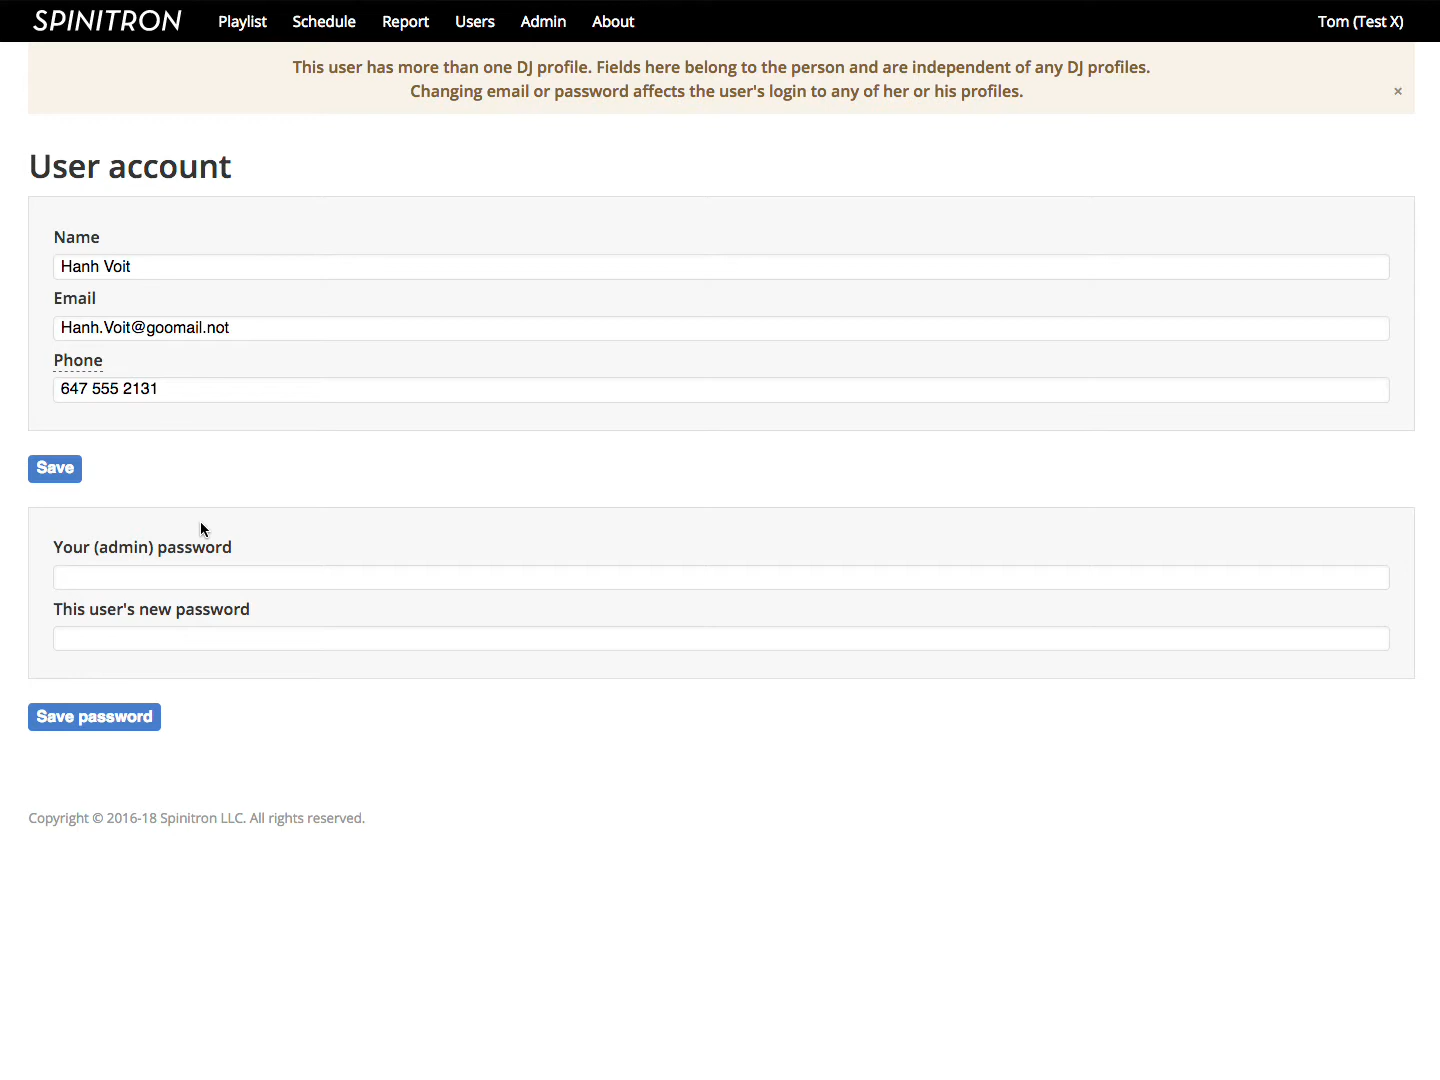 SPINITRON Playlist Schedule Report Users Admin About Tom (Test X)
This user has more than one DJ profile. Fields here belong to the person and are independent of any DJ profiles.
Changing email or password affects the user's login to any of her or his profiles. ×
User account
Name
Hanh Voit
Email
Hanh.Voit@goomail.not
Phone
647 555 2131
Save
Your (admin) password
This user's new password
Save password
Copyright © 2016-18 Spinitron LLC. All rights reserved.